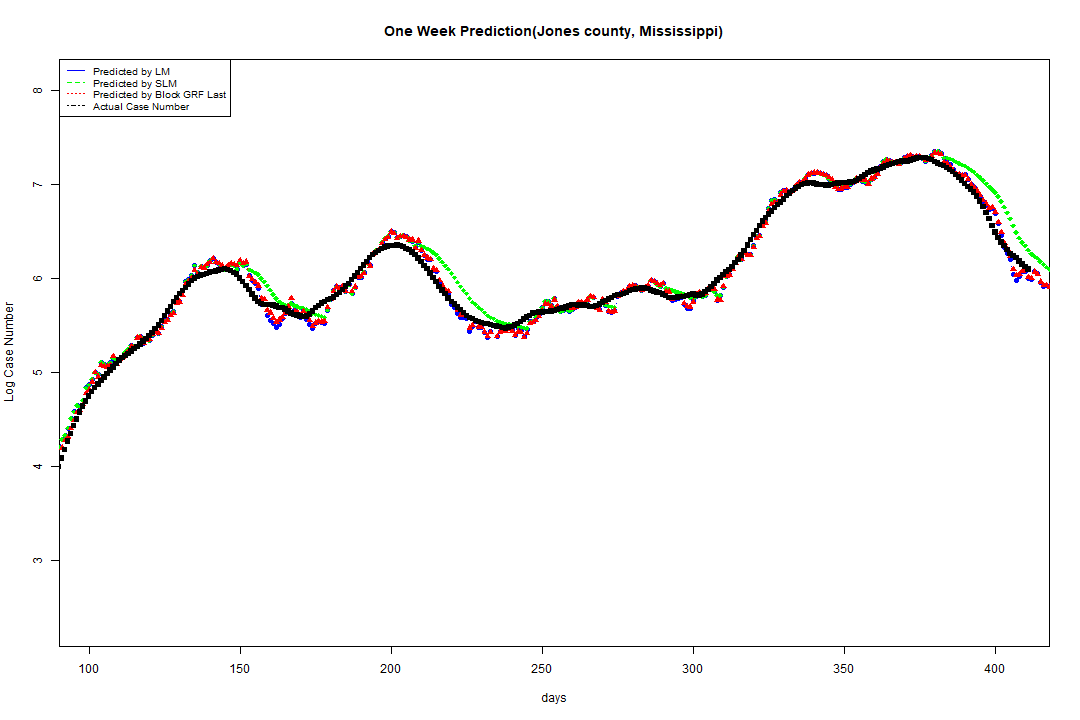 One Week Prediction(Jones county, Mississippi)
Predicted by LM
Predicted by SLM
Predicted by Block GRF Last
Actual Case Number
8
7
6
5
4
3
Log Case Number
100 150 200 250 300 350 400
days